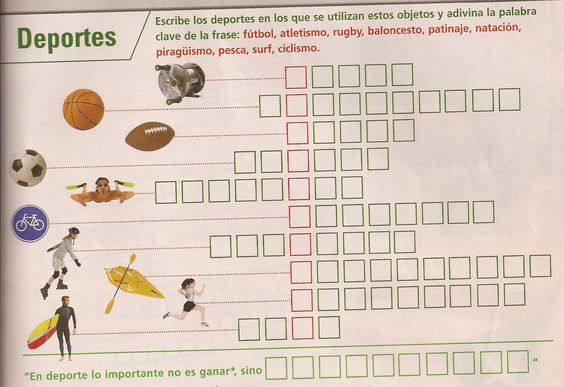 Deportes
Escribe los deportes en los que se utilizan estos objetos y adivina la palabra
clave de la frase: fútbol, atletismo, rugby, baloncesto, patinaje, natación,
piragüismo, pesca, surf, ciclismo.
"En deporte lo importante no es ganar*, sino "